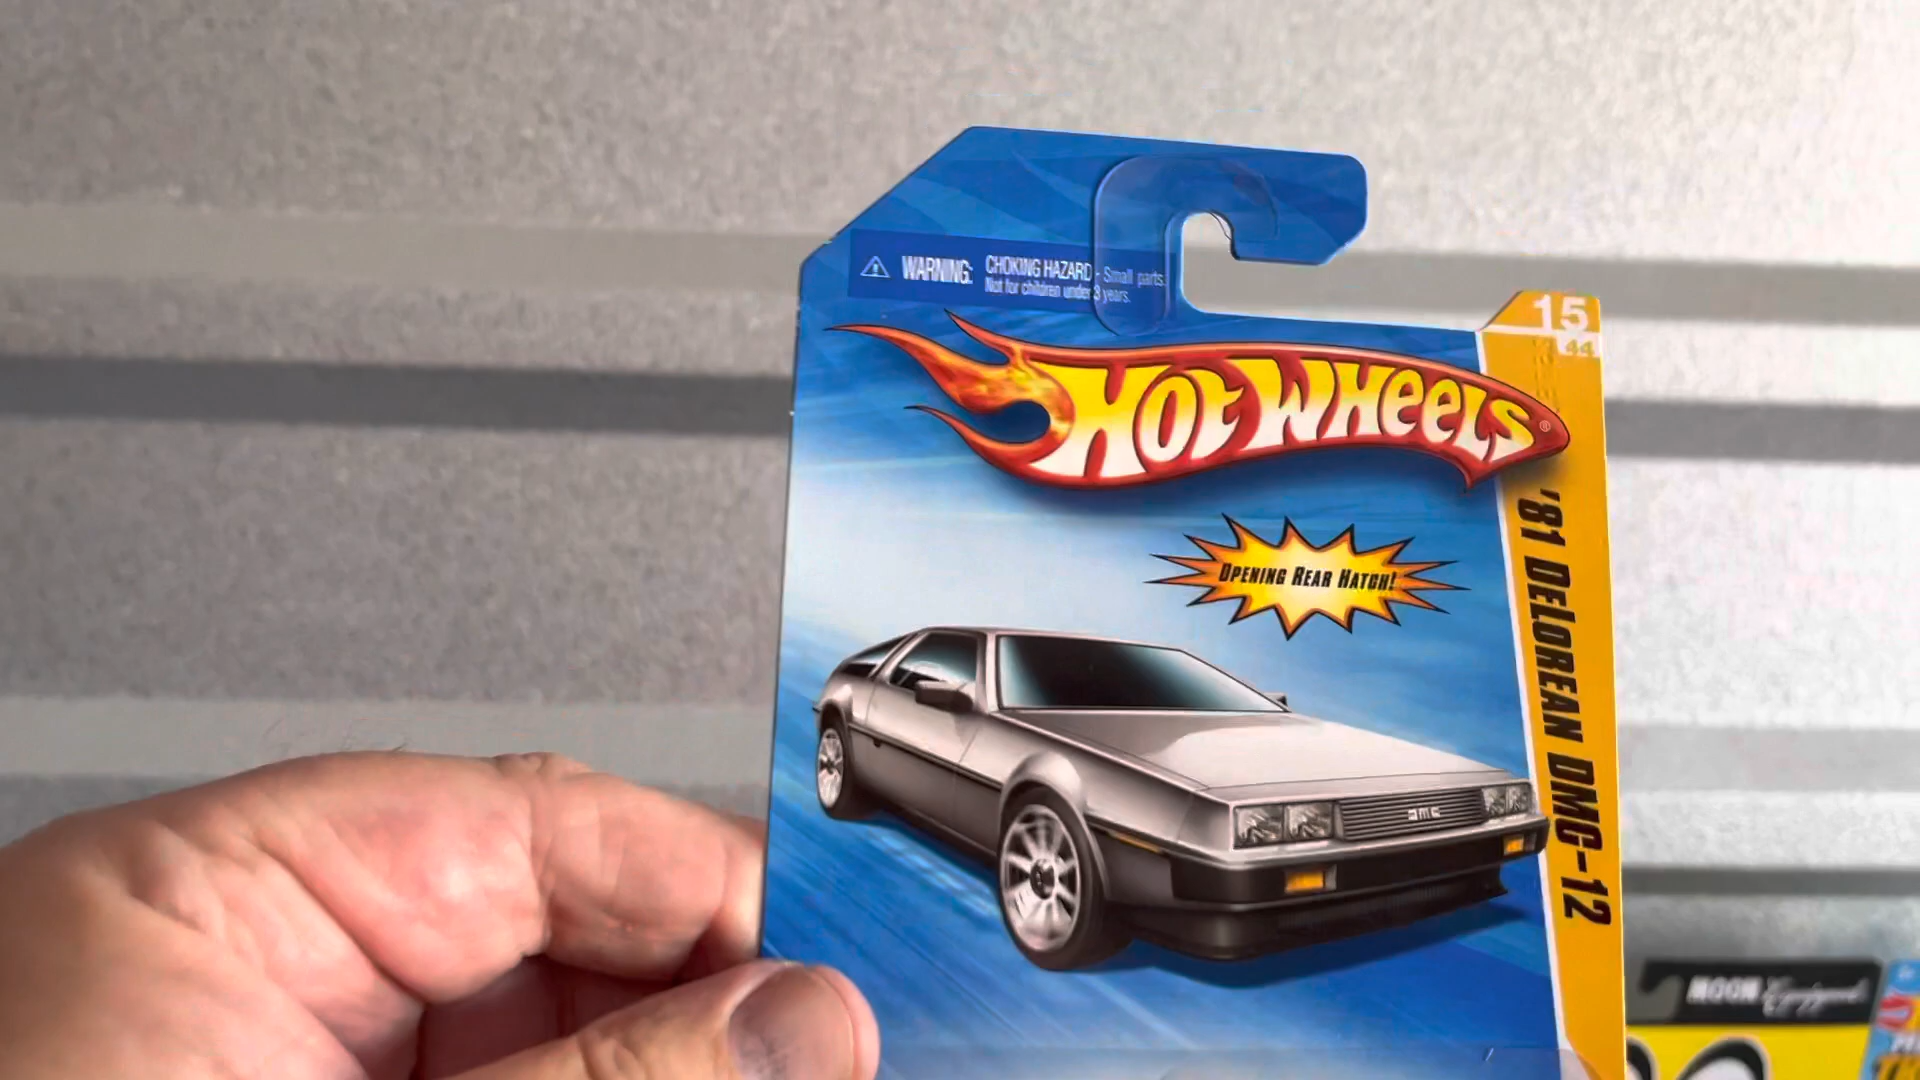 WARNING: CHOKING HAZARD - Small parts.
Not for children under 3 years.
15
44
HOT WHEELS®
OPENING REAR HATCH!
'81 DELOREAN DMC-12
DMC
MOON